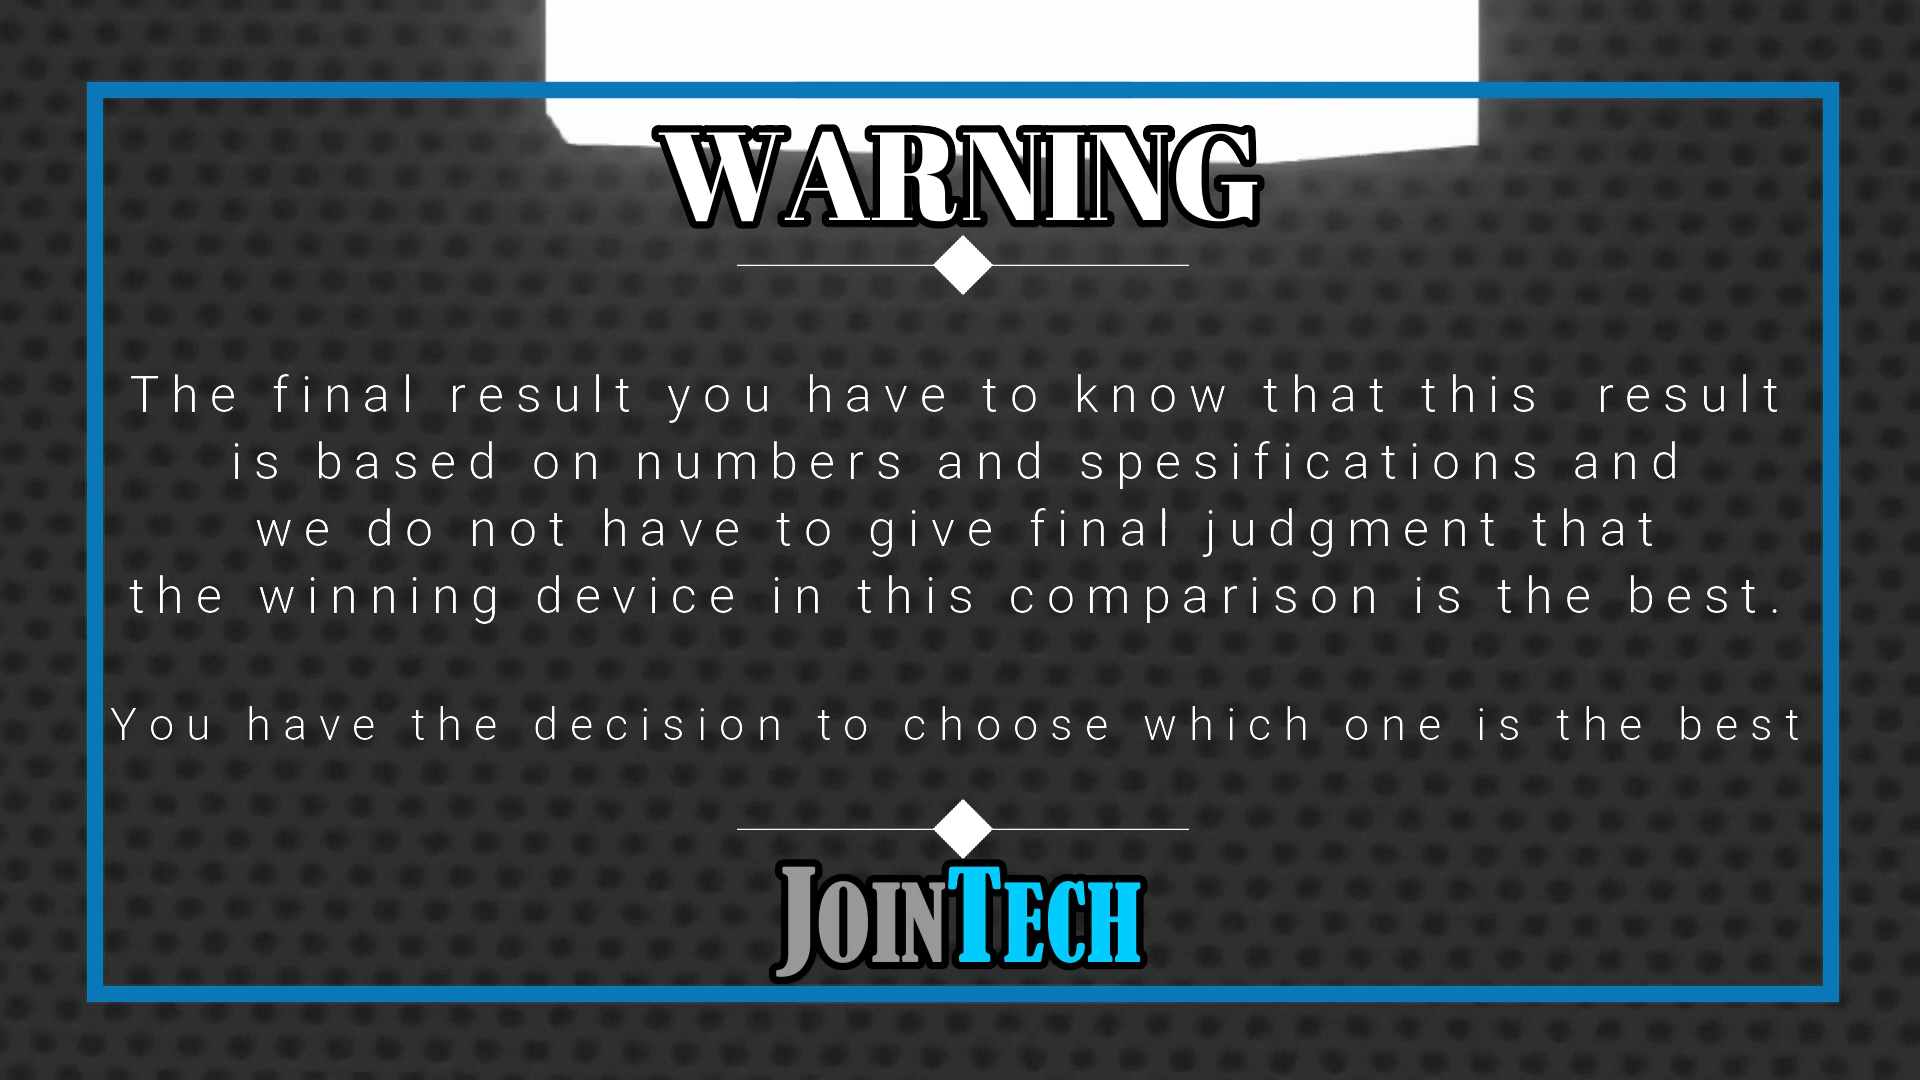 WARNING
The final result you have to know that this result
is based on numbers and spesifications and
we do not have to give final judgment that
the winning device in this comparison is the best.
You have the decision to choose which one is the best
JOINTECH